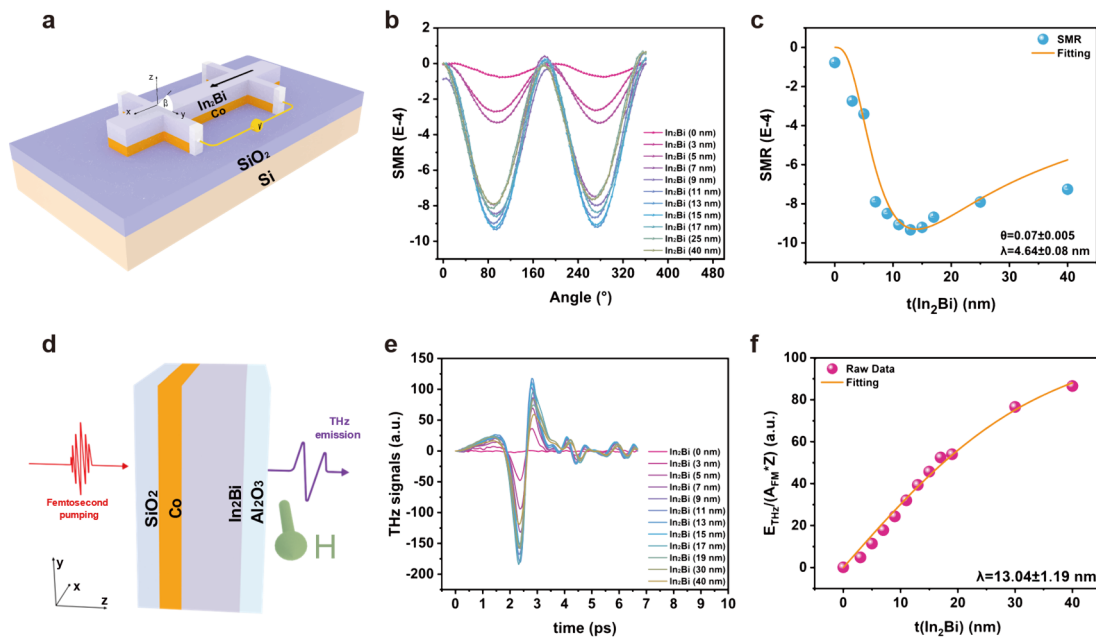 a
z
β
x
y
In₂Bi
Co
V
SiO₂
Si
b
SMR (E-4)
0
-2
-4
-6
-8
-10
0 120 240 360 480
Angle (°)
In₂Bi (0 nm)
In₂Bi (3 nm)
In₂Bi (5 nm)
In₂Bi (7 nm)
In₂Bi (9 nm)
In₂Bi (11 nm)
In₂Bi (13 nm)
In₂Bi (15 nm)
In₂Bi (17 nm)
In₂Bi (25 nm)
In₂Bi (40 nm)
c
SMR (E-4)
0
-2
-4
-6
-8
-10
0 10 20 30 40
t(In₂Bi) (nm)
SMR
Fitting
θ=0.07±0.005
λ=4.64±0.08 nm
d
Femtosecond
pumping
SiO₂
Co
In₂Bi
Al₂O₃
THz
emission
H
y
x
z
e
THz signals (a.u.)
150
100
50
0
-50
-100
-150
-200
0 1 2 3 4 5 6 7 8 9 10
time (ps)
In₂Bi (0 nm)
In₂Bi (3 nm)
In₂Bi (5 nm)
In₂Bi (7 nm)
In₂Bi (9 nm)
In₂Bi (11 nm)
In₂Bi (13 nm)
In₂Bi (15 nm)
In₂Bi (17 nm)
In₂Bi (19 nm)
In₂Bi (30 nm)
In₂Bi (40 nm)
f
E_THz/(A_FM*Z) (a.u.)
100
80
60
40
20
0
0 10 20 30 40
t(In₂Bi) (nm)
Raw Data
Fitting
λ=13.04±1.19 nm